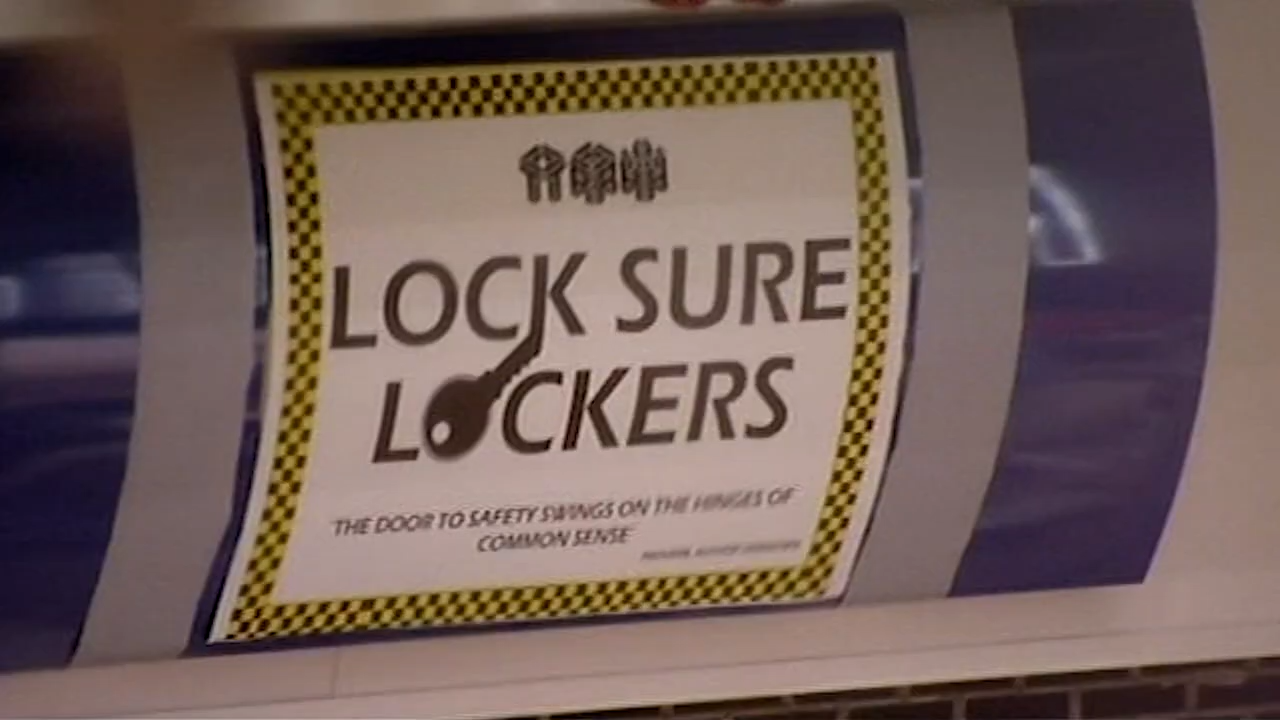 LOCK SURE
LOCKERS
'THE DOOR TO SAFETY SWINGS ON THE HINGES OF
COMMON SENSE'